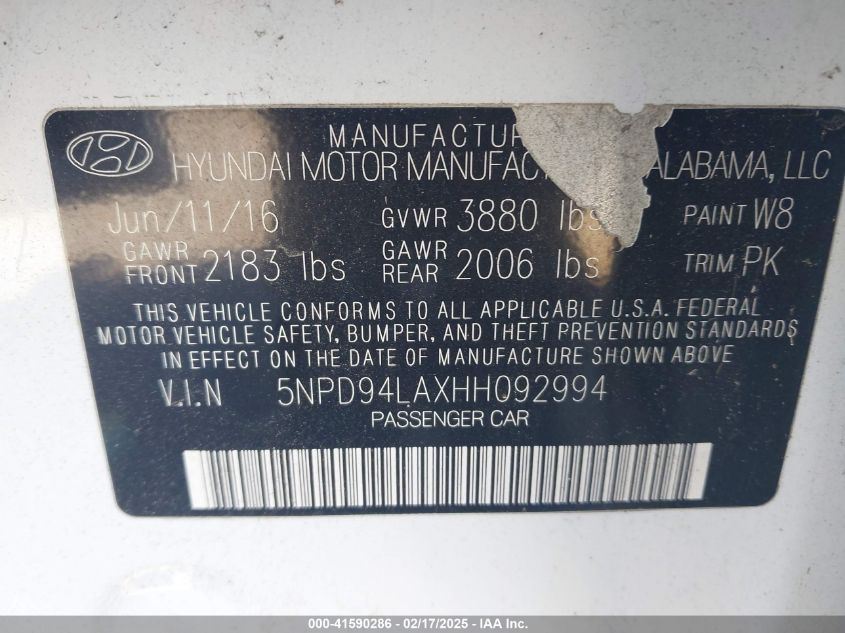 MANUFACTUR
HYUNDAI MOTOR MANUFAC ALABAMA, LLC
Jun/11/16 GVWR 3880 lbs PAINT W8
GAWR FRONT 2183 lbs GAWR REAR 2006 lbs TRIM PK
THIS VEHICLE CONFORMS TO ALL APPLICABLE U.S.A. FEDERAL
MOTOR VEHICLE SAFETY, BUMPER, AND THEFT PREVENTION STANDARDS
IN EFFECT ON THE DATE OF MANUFACTURE SHOWN ABOVE
V.I.N 5NPD94LAXHH092994
PASSENGER CAR
000-41590286 - 02/17/2025 - IAA Inc.